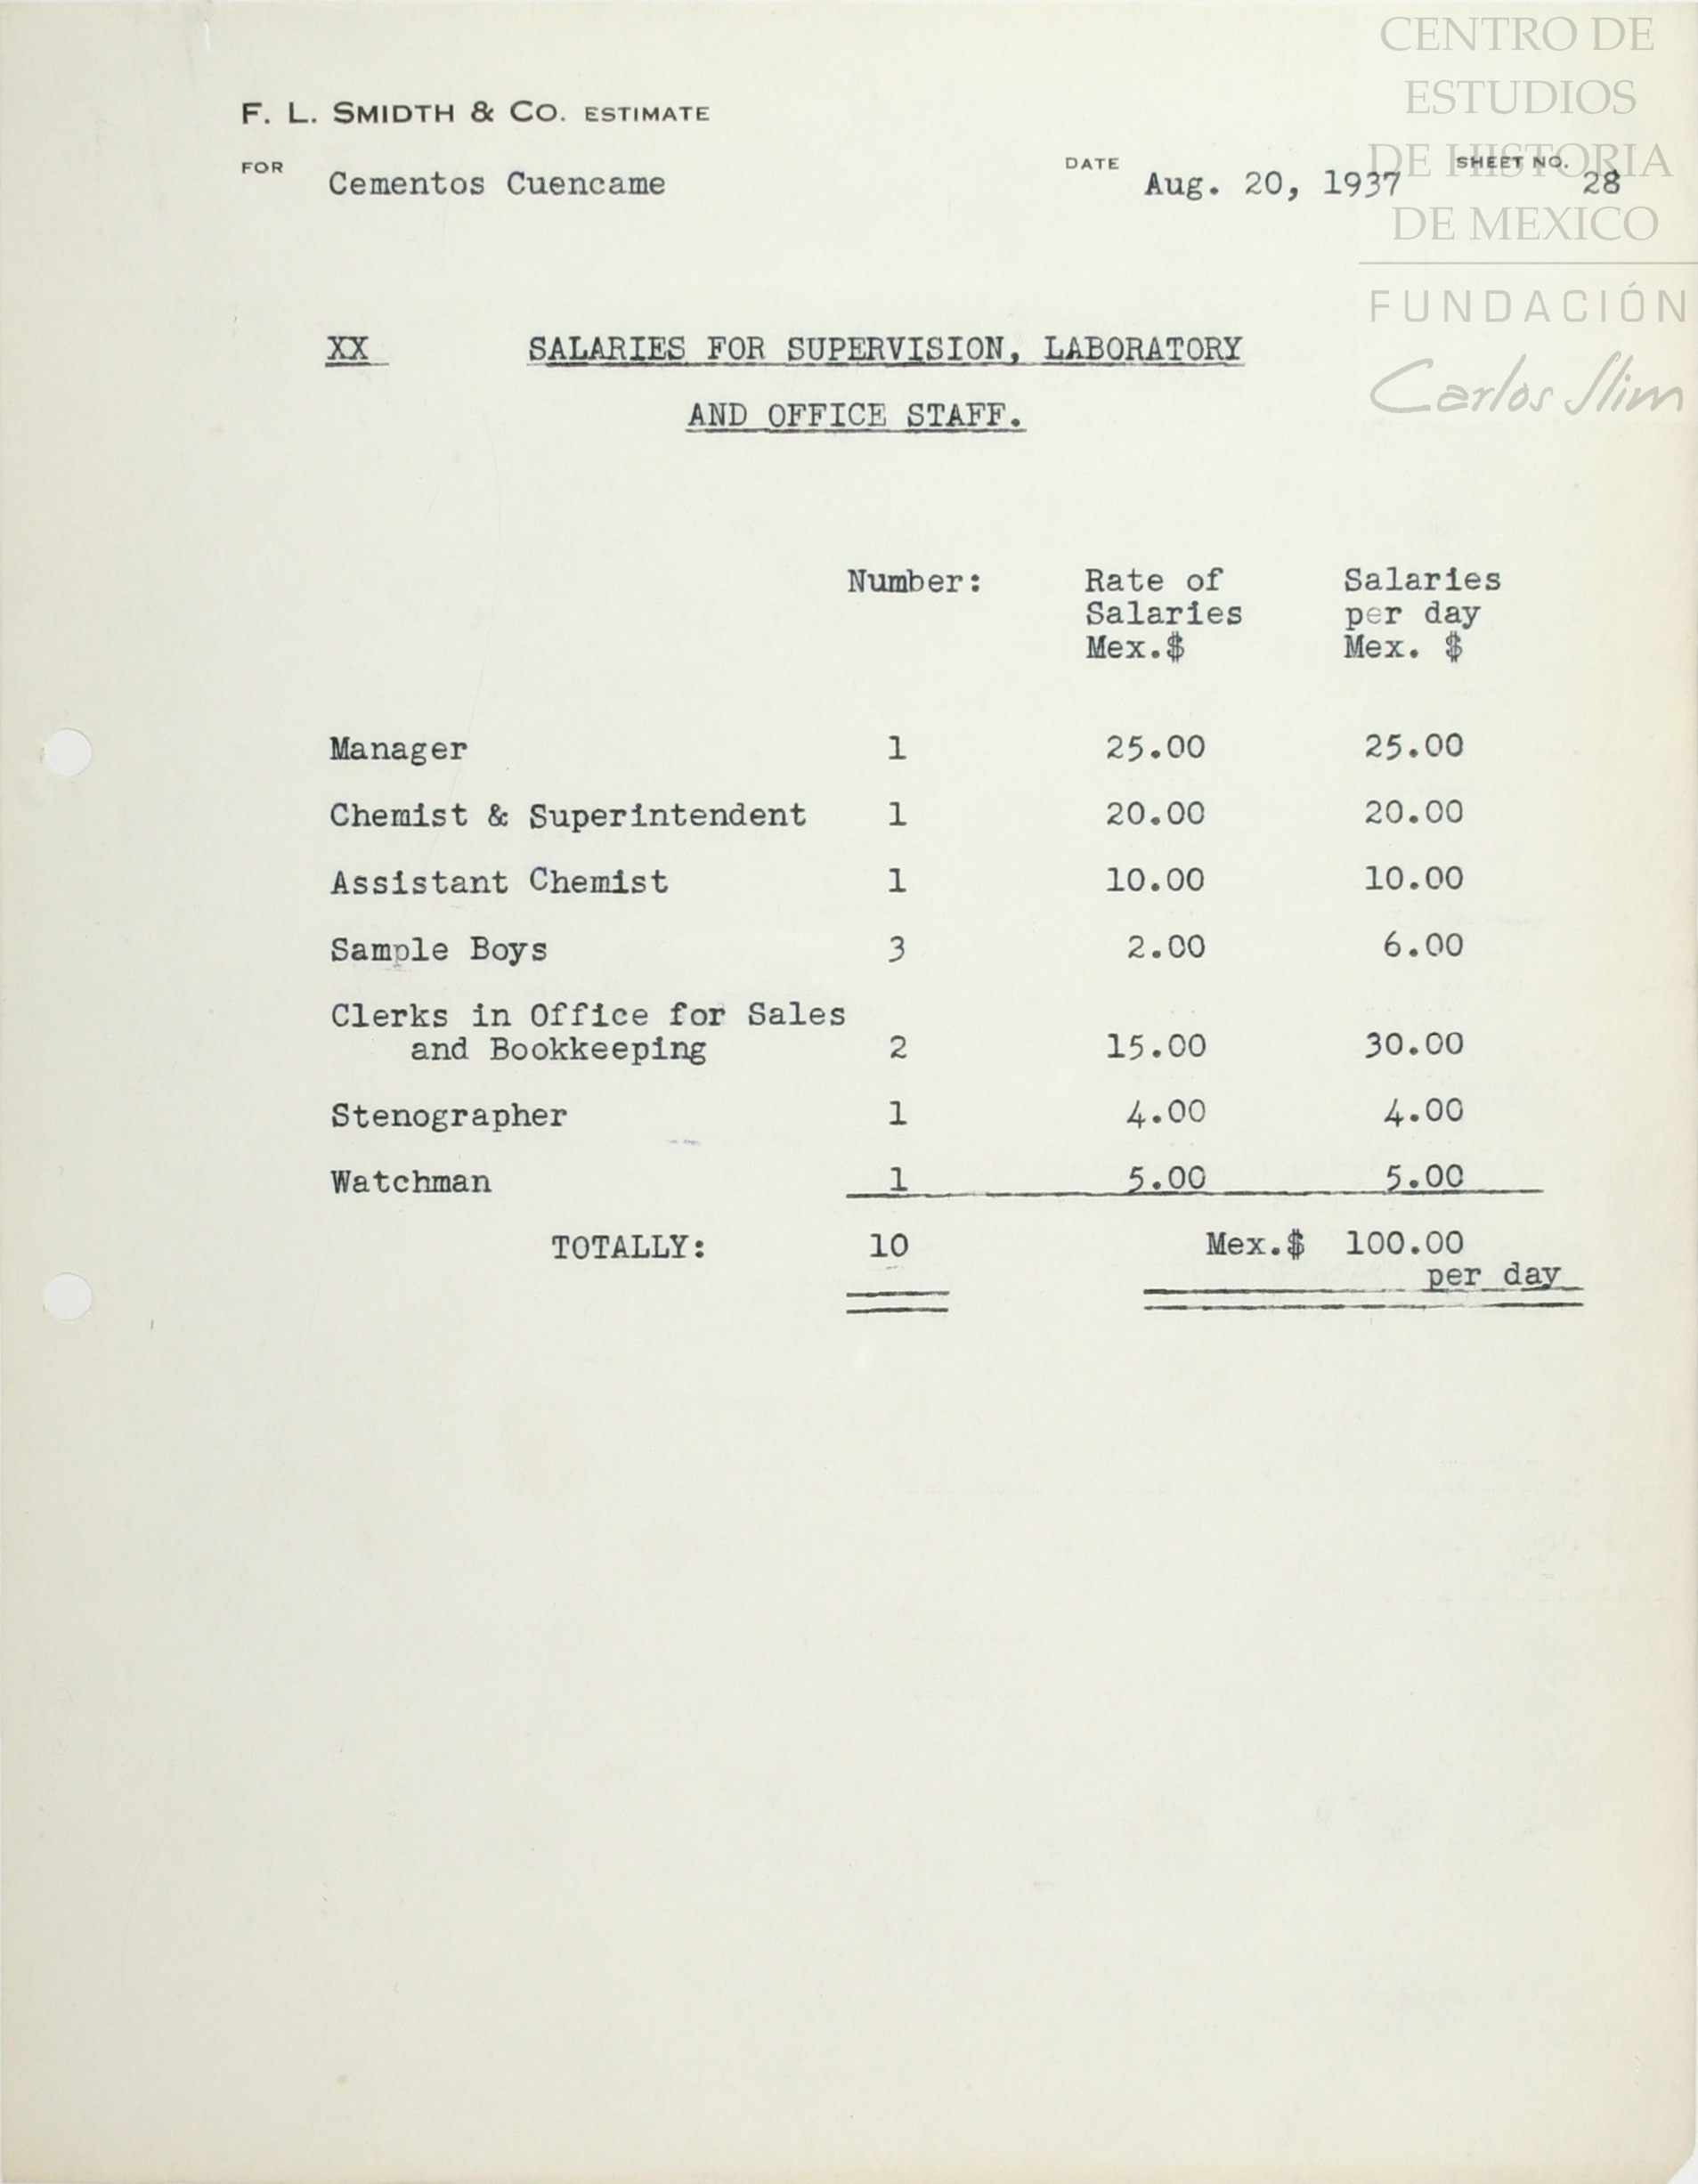 CENTRO DE
ESTUDIOS
DE HISTORIA
DE MEXICO
FUNDACIÓN
Carlos Slim
F. L. SMIDTH & CO. ESTIMATE
FOR Cementos Cuencame DATE Aug. 20, 1937 SHEET NO. 28
XX SALARIES FOR SUPERVISION, LABORATORY
AND OFFICE STAFF.
Number: Rate of Salaries
Salaries per day
Mex.$ Mex. $
Manager 1 25.00 25.00
Chemist & Superintendent 1 20.00 20.00
Assistant Chemist 1 10.00 10.00
Sample Boys 3 2.00 6.00
Clerks in Office for Sales
and Bookkeeping 2 15.00 30.00
Stenographer 1 4.00 4.00
Watchman 1 5.00 5.00
TOTALLY: 10 Mex.$ 100.00
per day